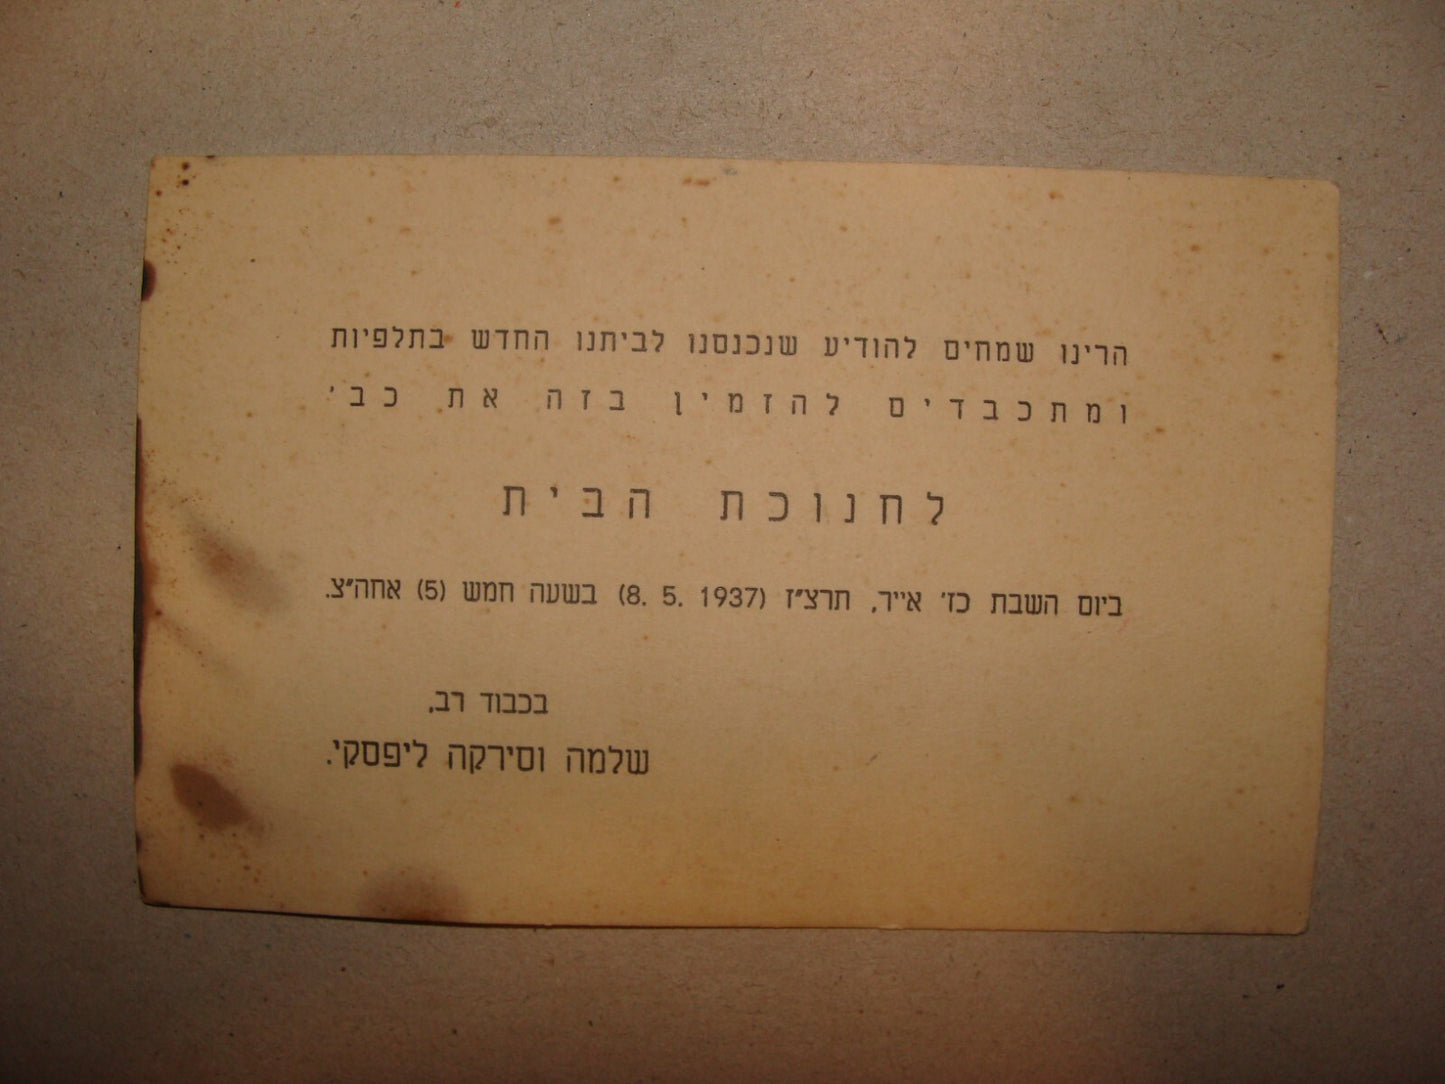 הרינו שמחים להודיע שנכנסנו לביתנו החדש בתלפיות
ומתכבדים להזמין בזה את כב'
לחנוכת הבית
ביום השבת כז' אייר, תרצ"ז (8. 5. 1937) בשעה חמש (5) אחה"צ.
בכבוד רב,
שלמה וסירקה ליפסקי.